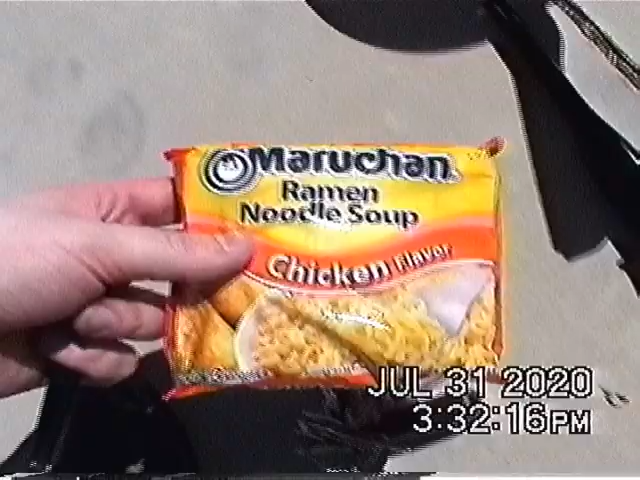 Maruchan
Ramen
Noodle Soup
Chicken Flavor
JUL 31 2020
3:32:16PM